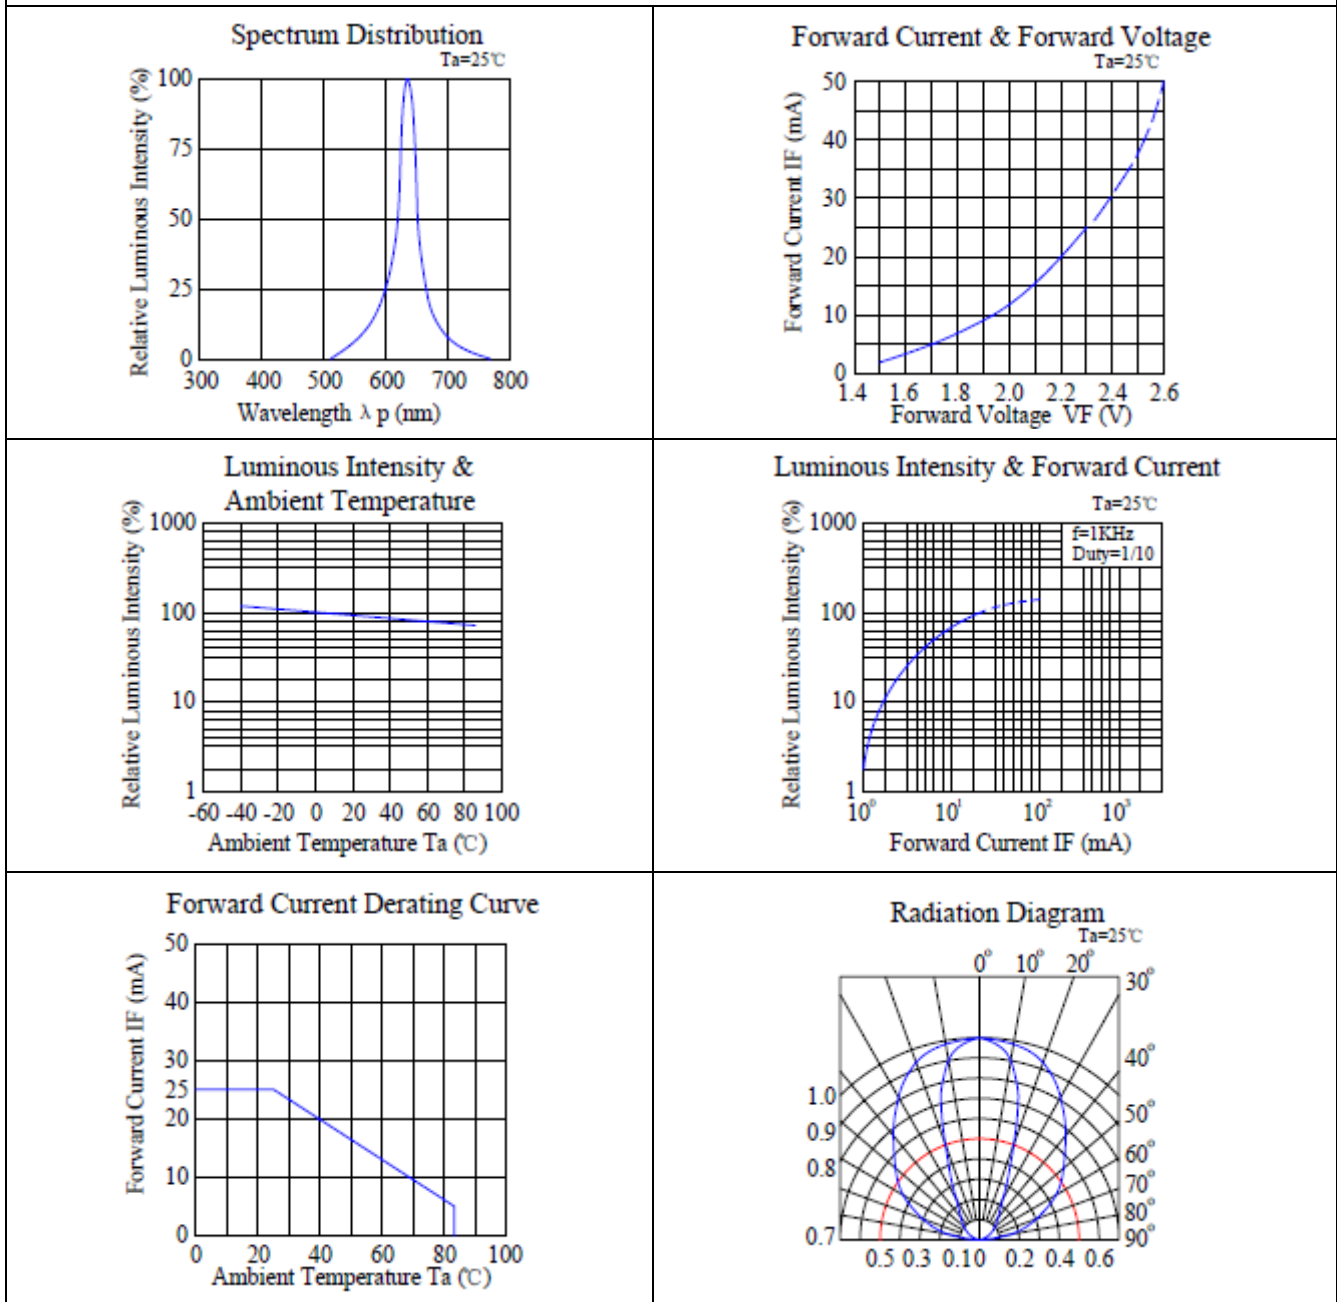 Spectrum Distribution
Ta=25℃
Relative Luminous Intensity (%)
100
75
50
25
0
300 400 500 600 700 800
Wavelength λ p (nm)
Forward Current & Forward Voltage
Ta=25℃
Forward Current IF (mA)
50
40
30
20
10
0
1.4 1.6 1.8 2.0 2.2 2.4 2.6
Forward Voltage VF (V)
Luminous Intensity &
Ambient Temperature
Relative Luminous Intensity (%)
1000
100
10
1
-60 -40 -20 0 20 40 60 80 100
Ambient Temperature Ta (℃)
Luminous Intensity & Forward Current
Ta=25℃
f=1KHz
Duty=1/10
Relative Luminous Intensity (%)
1000
100
10
1
10⁰ 10¹ 10² 10³
Forward Current IF (mA)
Forward Current Derating Curve
Forward Current IF (mA)
50
40
30
25
20
10
0
0 20 40 60 80 100
Ambient Temperature Ta (℃)
Radiation Diagram
Ta=25℃
0° 10° 20°
30°
40°
50°
60°
70°
80°
90°
1.0
0.9
0.8
0.7
0.5 0.3 0.1 0 0.2 0.4 0.6